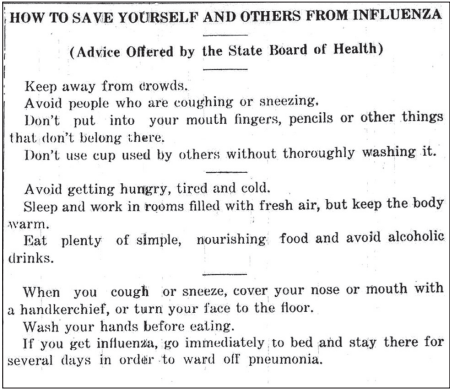 HOW TO SAVE YOURSELF AND OTHERS FROM INFLUENZA
(Advice Offered by the State Board of Health)
Keep away from crowds.
Avoid people who are coughing or sneezing.
Don't put into your mouth fingers, pencils or other things
that don't belong there.
Don't use cup used by others without thoroughly washing it.
Avoid getting hungry, tired and cold.
Sleep and work in rooms filled with fresh air, but keep the body
warm.
Eat plenty of simple, nourishing food and avoid alcoholic
drinks.
When you cough or sneeze, cover your nose or mouth with
a handkerchief, or turn your face to the floor.
Wash your hands before eating.
If you get influenza, go immediately to bed and stay there for
several days in order to ward off pneumonia.